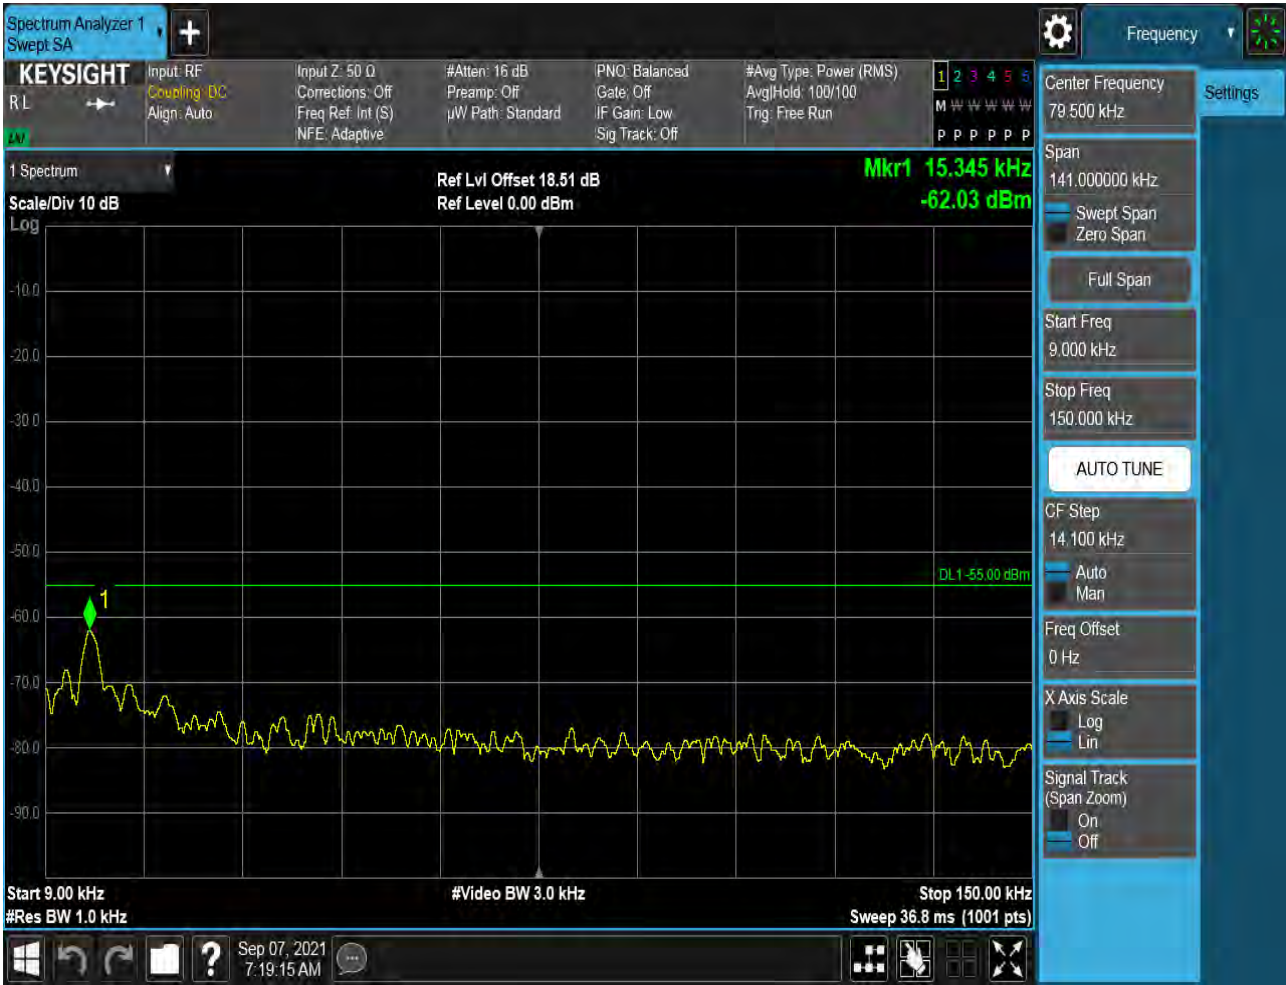 Spectrum Analyzer 1
Swept SA
Frequency
KEYSIGHT
R L
LXI
Input: RF
Coupling: DC
Align: Auto
Input Z: 50 Ω
Corrections: Off
Freq Ref: Int (S)
NFE: Adaptive
#Atten: 16 dB
Preamp: Off
µW Path: Standard
PNO: Balanced
Gate: Off
IF Gain: Low
Sig Track: Off
#Avg Type: Power (RMS)
Avg|Hold: 100/100
Trig: Free Run
1 2 3 4 5 6
M W W W W W
P P P P P P
1 Spectrum
Scale/Div 10 dB
Log
Ref Lvl Offset 18.51 dB
Ref Level 0.00 dBm
Mkr1 15.345 kHz
-62.03 dBm
-10.0
-20.0
-30.0
-40.0
-50.0
DL1 -55.00 dBm
1
-60.0
-70.0
-80.0
-90.0
Start 9.00 kHz
#Res BW 1.0 kHz
#Video BW 3.0 kHz
Stop 150.00 kHz
Sweep 36.8 ms (1001 pts)
Sep 07, 2021
7:19:15 AM
Center Frequency
79.500 kHz
Span
141.000000 kHz
Swept Span
Zero Span
Full Span
Start Freq
9.000 kHz
Stop Freq
150.000 kHz
AUTO TUNE
CF Step
14.100 kHz
Auto
Man
Freq Offset
0 Hz
X Axis Scale
Log
Lin
Signal Track
(Span Zoom)
On
Off
Settings